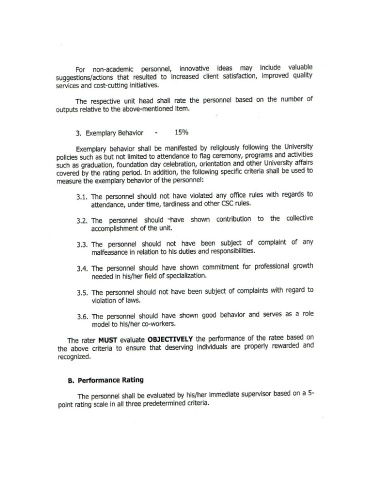 For non-academic personnel, innovative ideas may include valuable
suggestions/actions that resulted to increased client satisfaction, improved quality
services and cost-cutting initiatives.
The respective unit head shall rate the personnel based on the number of
outputs relative to the above-mentioned item.
3. Exemplary Behavior - 15%
Exemplary behavior shall be manifested by religiously following the University
policies such as but not limited to attendance to flag ceremony, programs and activities
such as graduation, foundation day celebration, orientation and other University affairs
covered by the rating period. In addition, the following specific criteria shall be used to
measure the exemplary behavior of the personnel:
3.1. The personnel should not have violated any office rules with regards to
attendance, under time, tardiness and other CSC rules.
3.2. The personnel should have shown contribution to the collective
accomplishment of the unit.
3.3. The personnel should not have been subject of complaint of any
malfeasance in relation to his duties and responsibilities.
3.4. The personnel should have shown commitment for professional growth
needed in his/her field of specialization.
3.5. The personnel should not have been subject of complaints with regard to
violation of laws.
3.6. The personnel should have shown good behavior and serves as a role
model to his/her co-workers.
The rater MUST evaluate OBJECTIVELY the performance of the ratee based on
the above criteria to ensure that deserving individuals are properly rewarded and
recognized.
B. Performance Rating
The personnel shall be evaluated by his/her immediate supervisor based on a 5-
point rating scale in all three predetermined criteria.